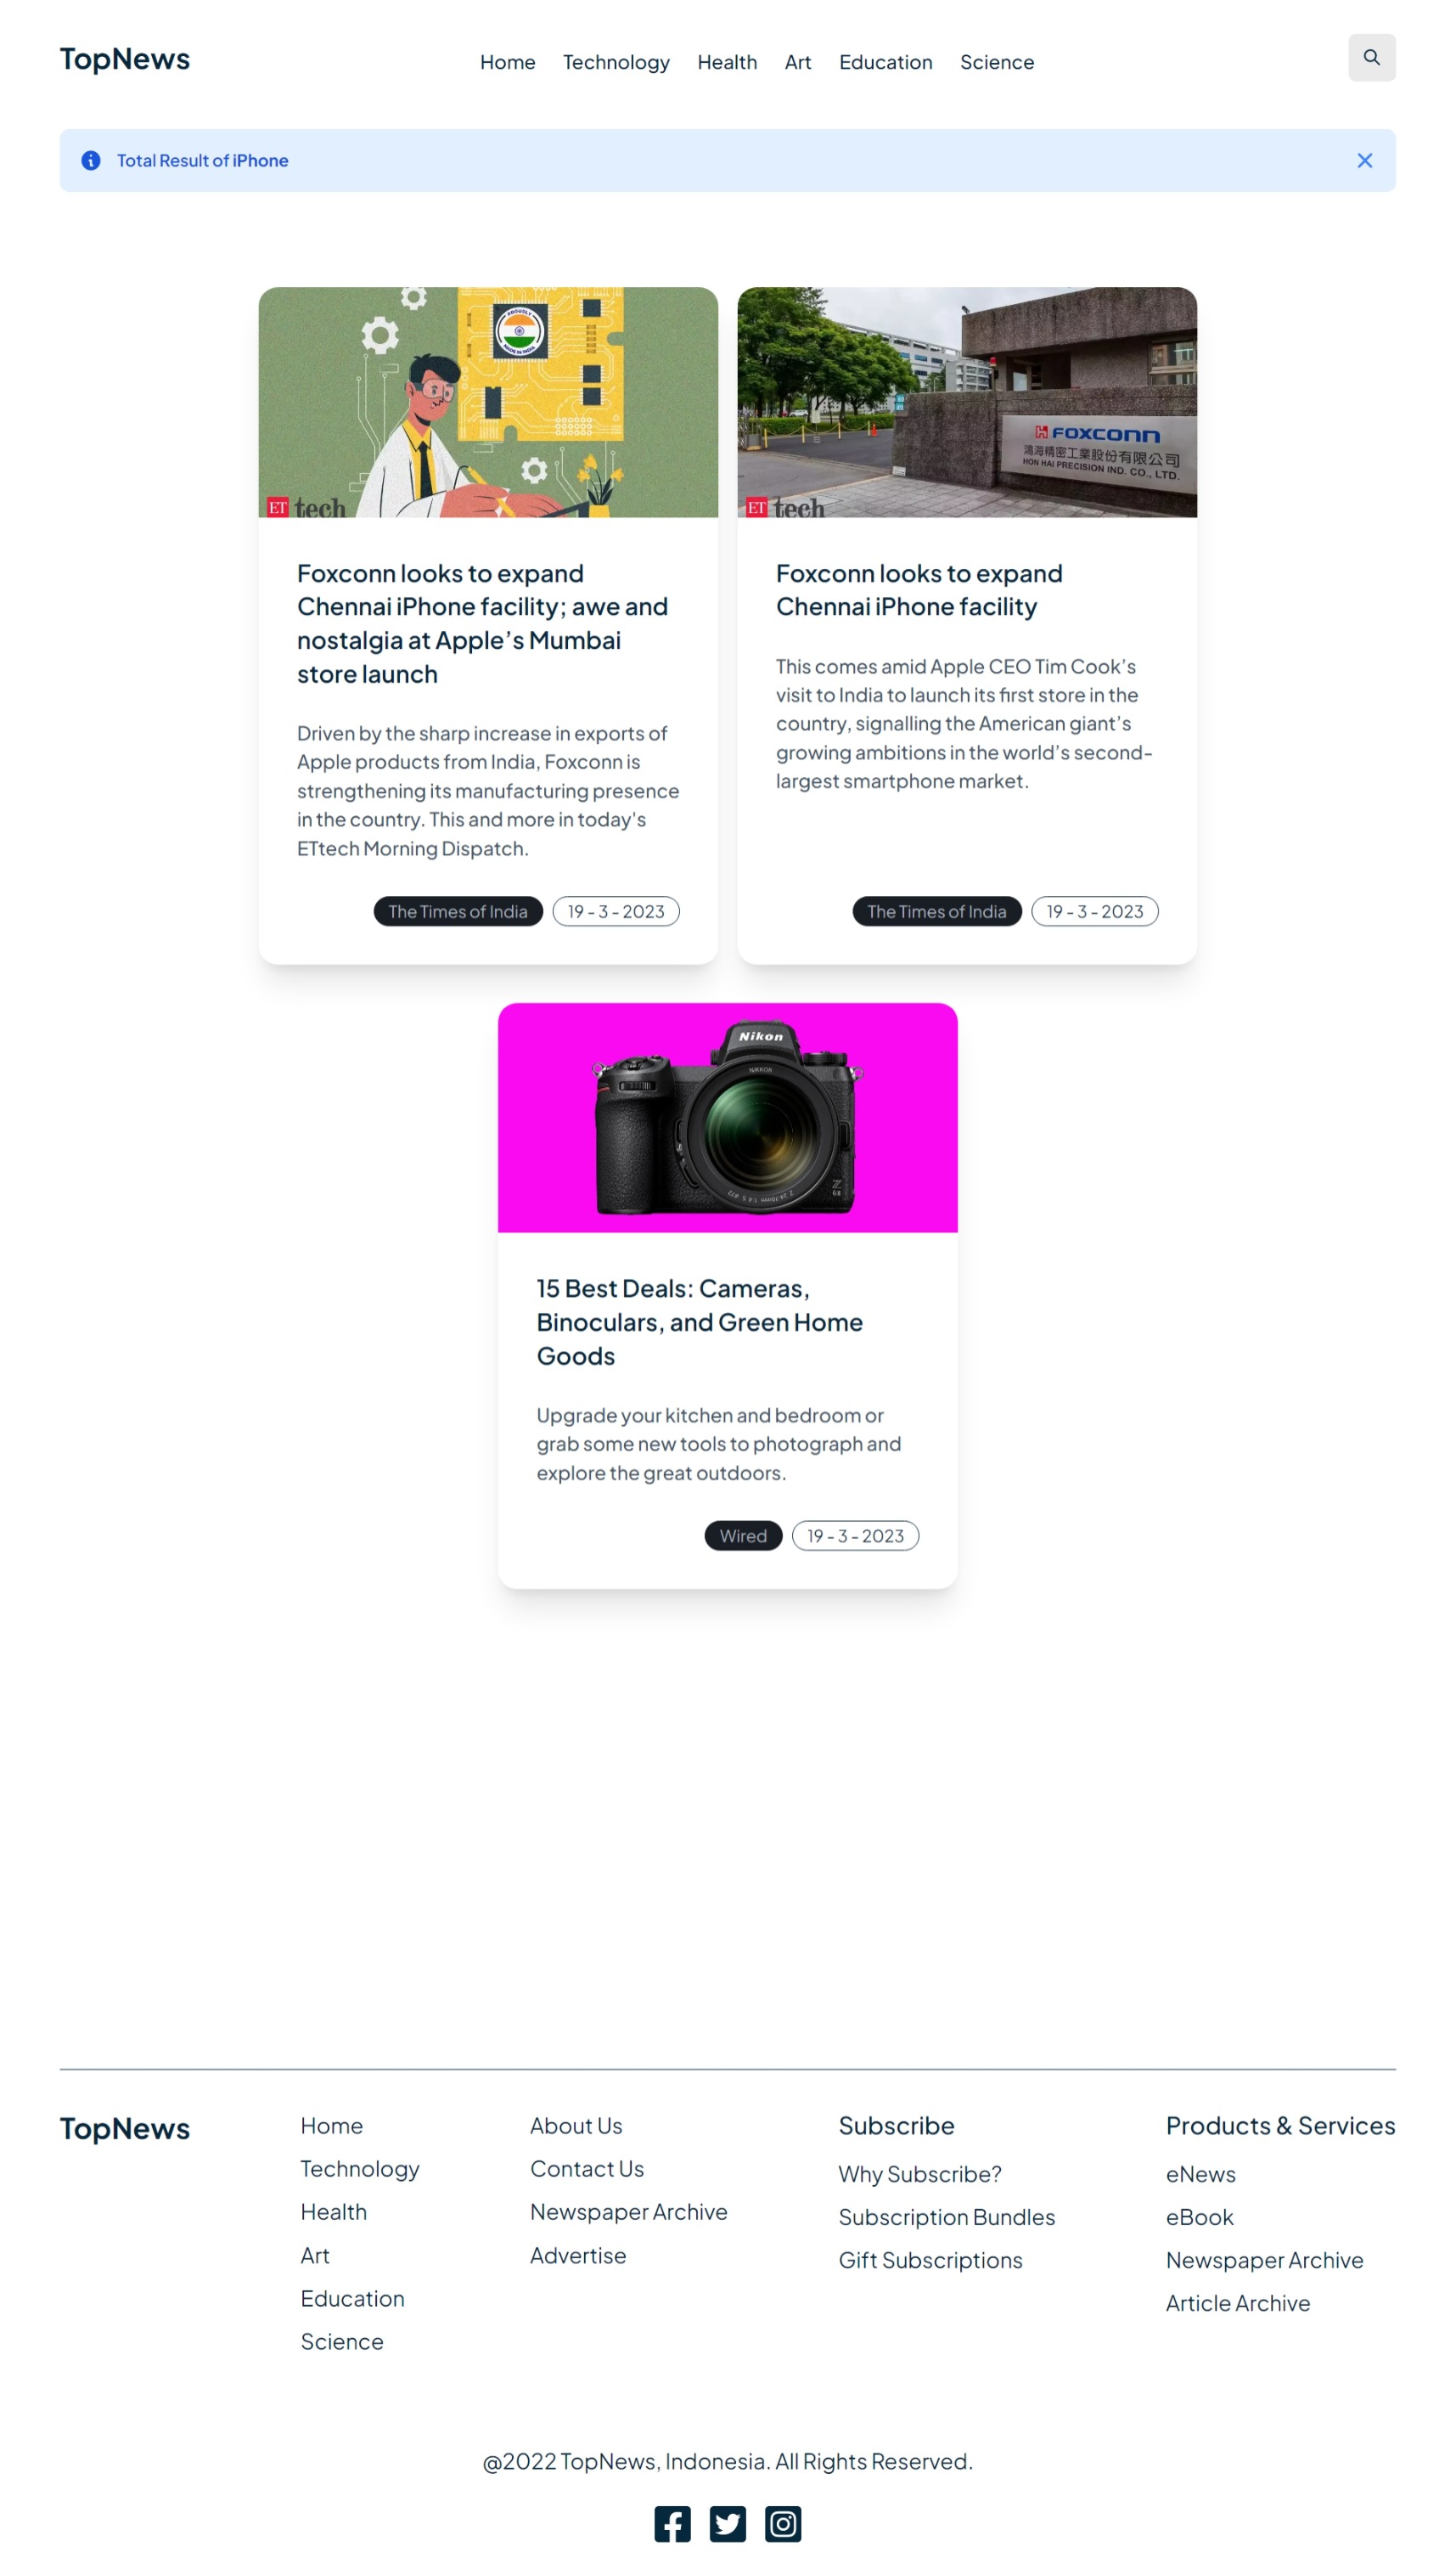 TopNews
Home Technology Health Art Education Science
Total Result of iPhone
PROUDLY
MADE IN INDIA
ET tech
FOXCONN
鴻海精密工業股份有限公司
HON HAI PRECISION IND. CO., LTD.
ET tech
Foxconn looks to expand
Chennai iPhone facility; awe and
nostalgia at Apple’s Mumbai
store launch
Driven by the sharp increase in exports of
Apple products from India, Foxconn is
strengthening its manufacturing presence
in the country. This and more in today's
ETtech Morning Dispatch.
The Times of India 19 - 3 - 2023
Foxconn looks to expand
Chennai iPhone facility
This comes amid Apple CEO Tim Cook’s
visit to India to launch its first store in the
country, signalling the American giant’s
growing ambitions in the world’s second-
largest smartphone market.
The Times of India 19 - 3 - 2023
Nikon
NIKKOR
Z
6II
15 Best Deals: Cameras,
Binoculars, and Green Home
Goods
Upgrade your kitchen and bedroom or
grab some new tools to photograph and
explore the great outdoors.
Wired 19 - 3 - 2023
TopNews
Home
Technology
Health
Art
Education
Science
About Us
Contact Us
Newspaper Archive
Advertise
Subscribe
Why Subscribe?
Subscription Bundles
Gift Subscriptions
Products & Services
eNews
eBook
Newspaper Archive
Article Archive
@2022 TopNews, Indonesia. All Rights Reserved.